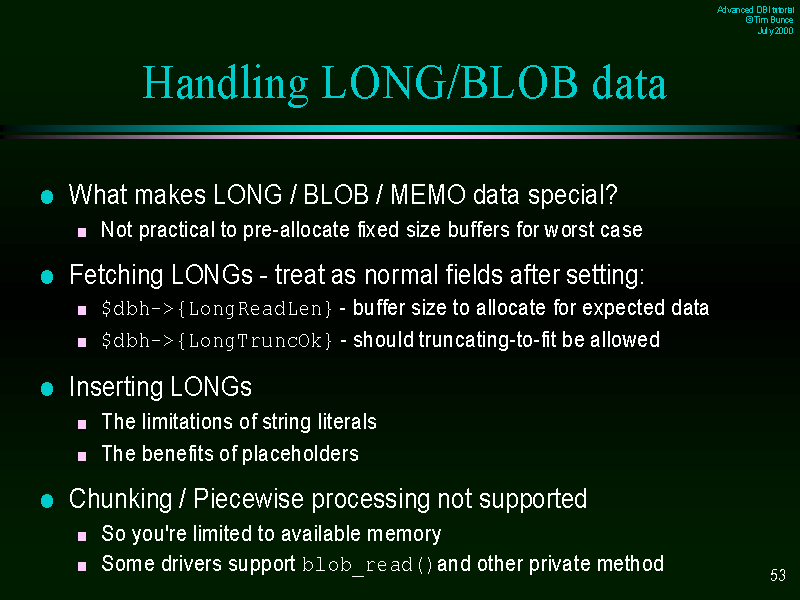 Advanced DBI tutorial
©Tim Bunce
July 2000
Handling LONG/BLOB data
What makes LONG / BLOB / MEMO data special?
Not practical to pre-allocate fixed size buffers for worst case
Fetching LONGs - treat as normal fields after setting:
$dbh->{LongReadLen} - buffer size to allocate for expected data
$dbh->{LongTruncOk} - should truncating-to-fit be allowed
Inserting LONGs
The limitations of string literals
The benefits of placeholders
Chunking / Piecewise processing not supported
So you're limited to available memory
Some drivers support blob_read()and other private method
53